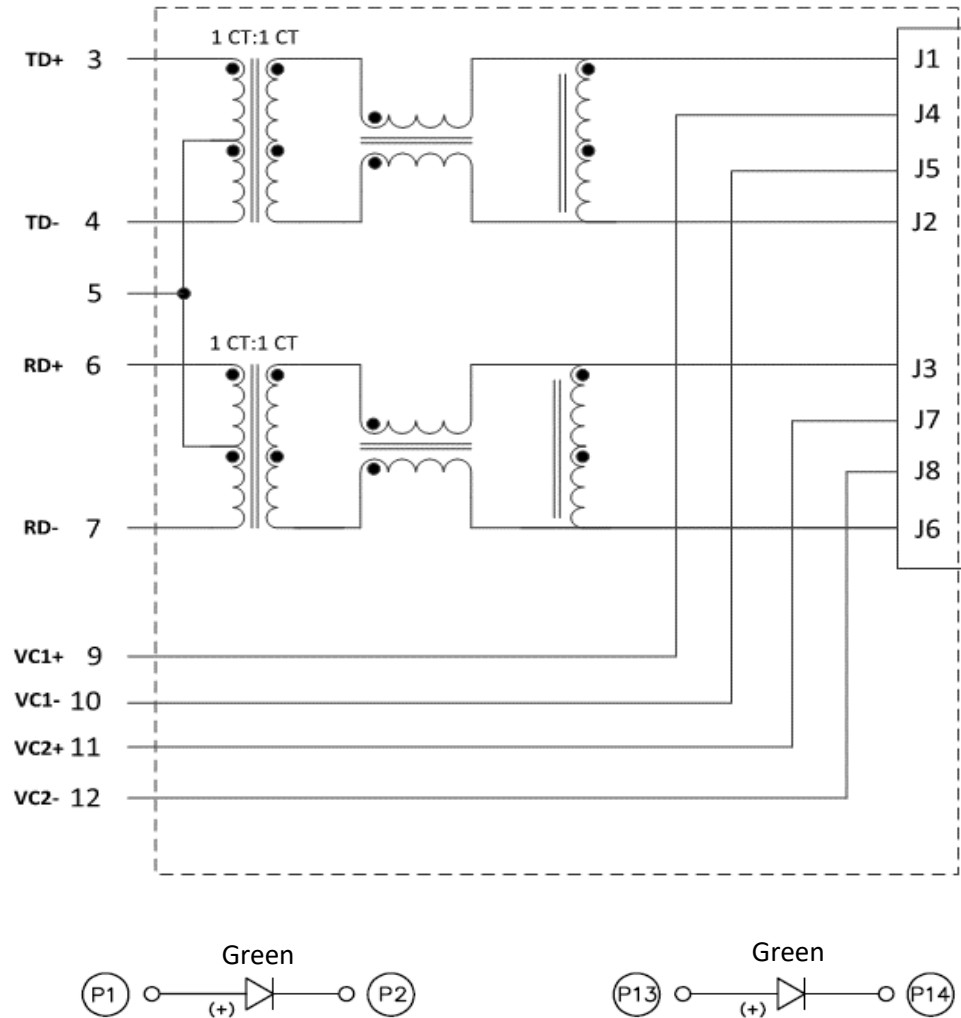 1 CT:1 CT
TD+ 3 J1
J4
J5
TD- 4 J2
5
1 CT:1 CT
RD+ 6 J3
J7
J8
RD- 7 J6
VC1+ 9
VC1- 10
VC2+ 11
VC2- 12
Green Green
P1 (+) P2 P13 (+) P14